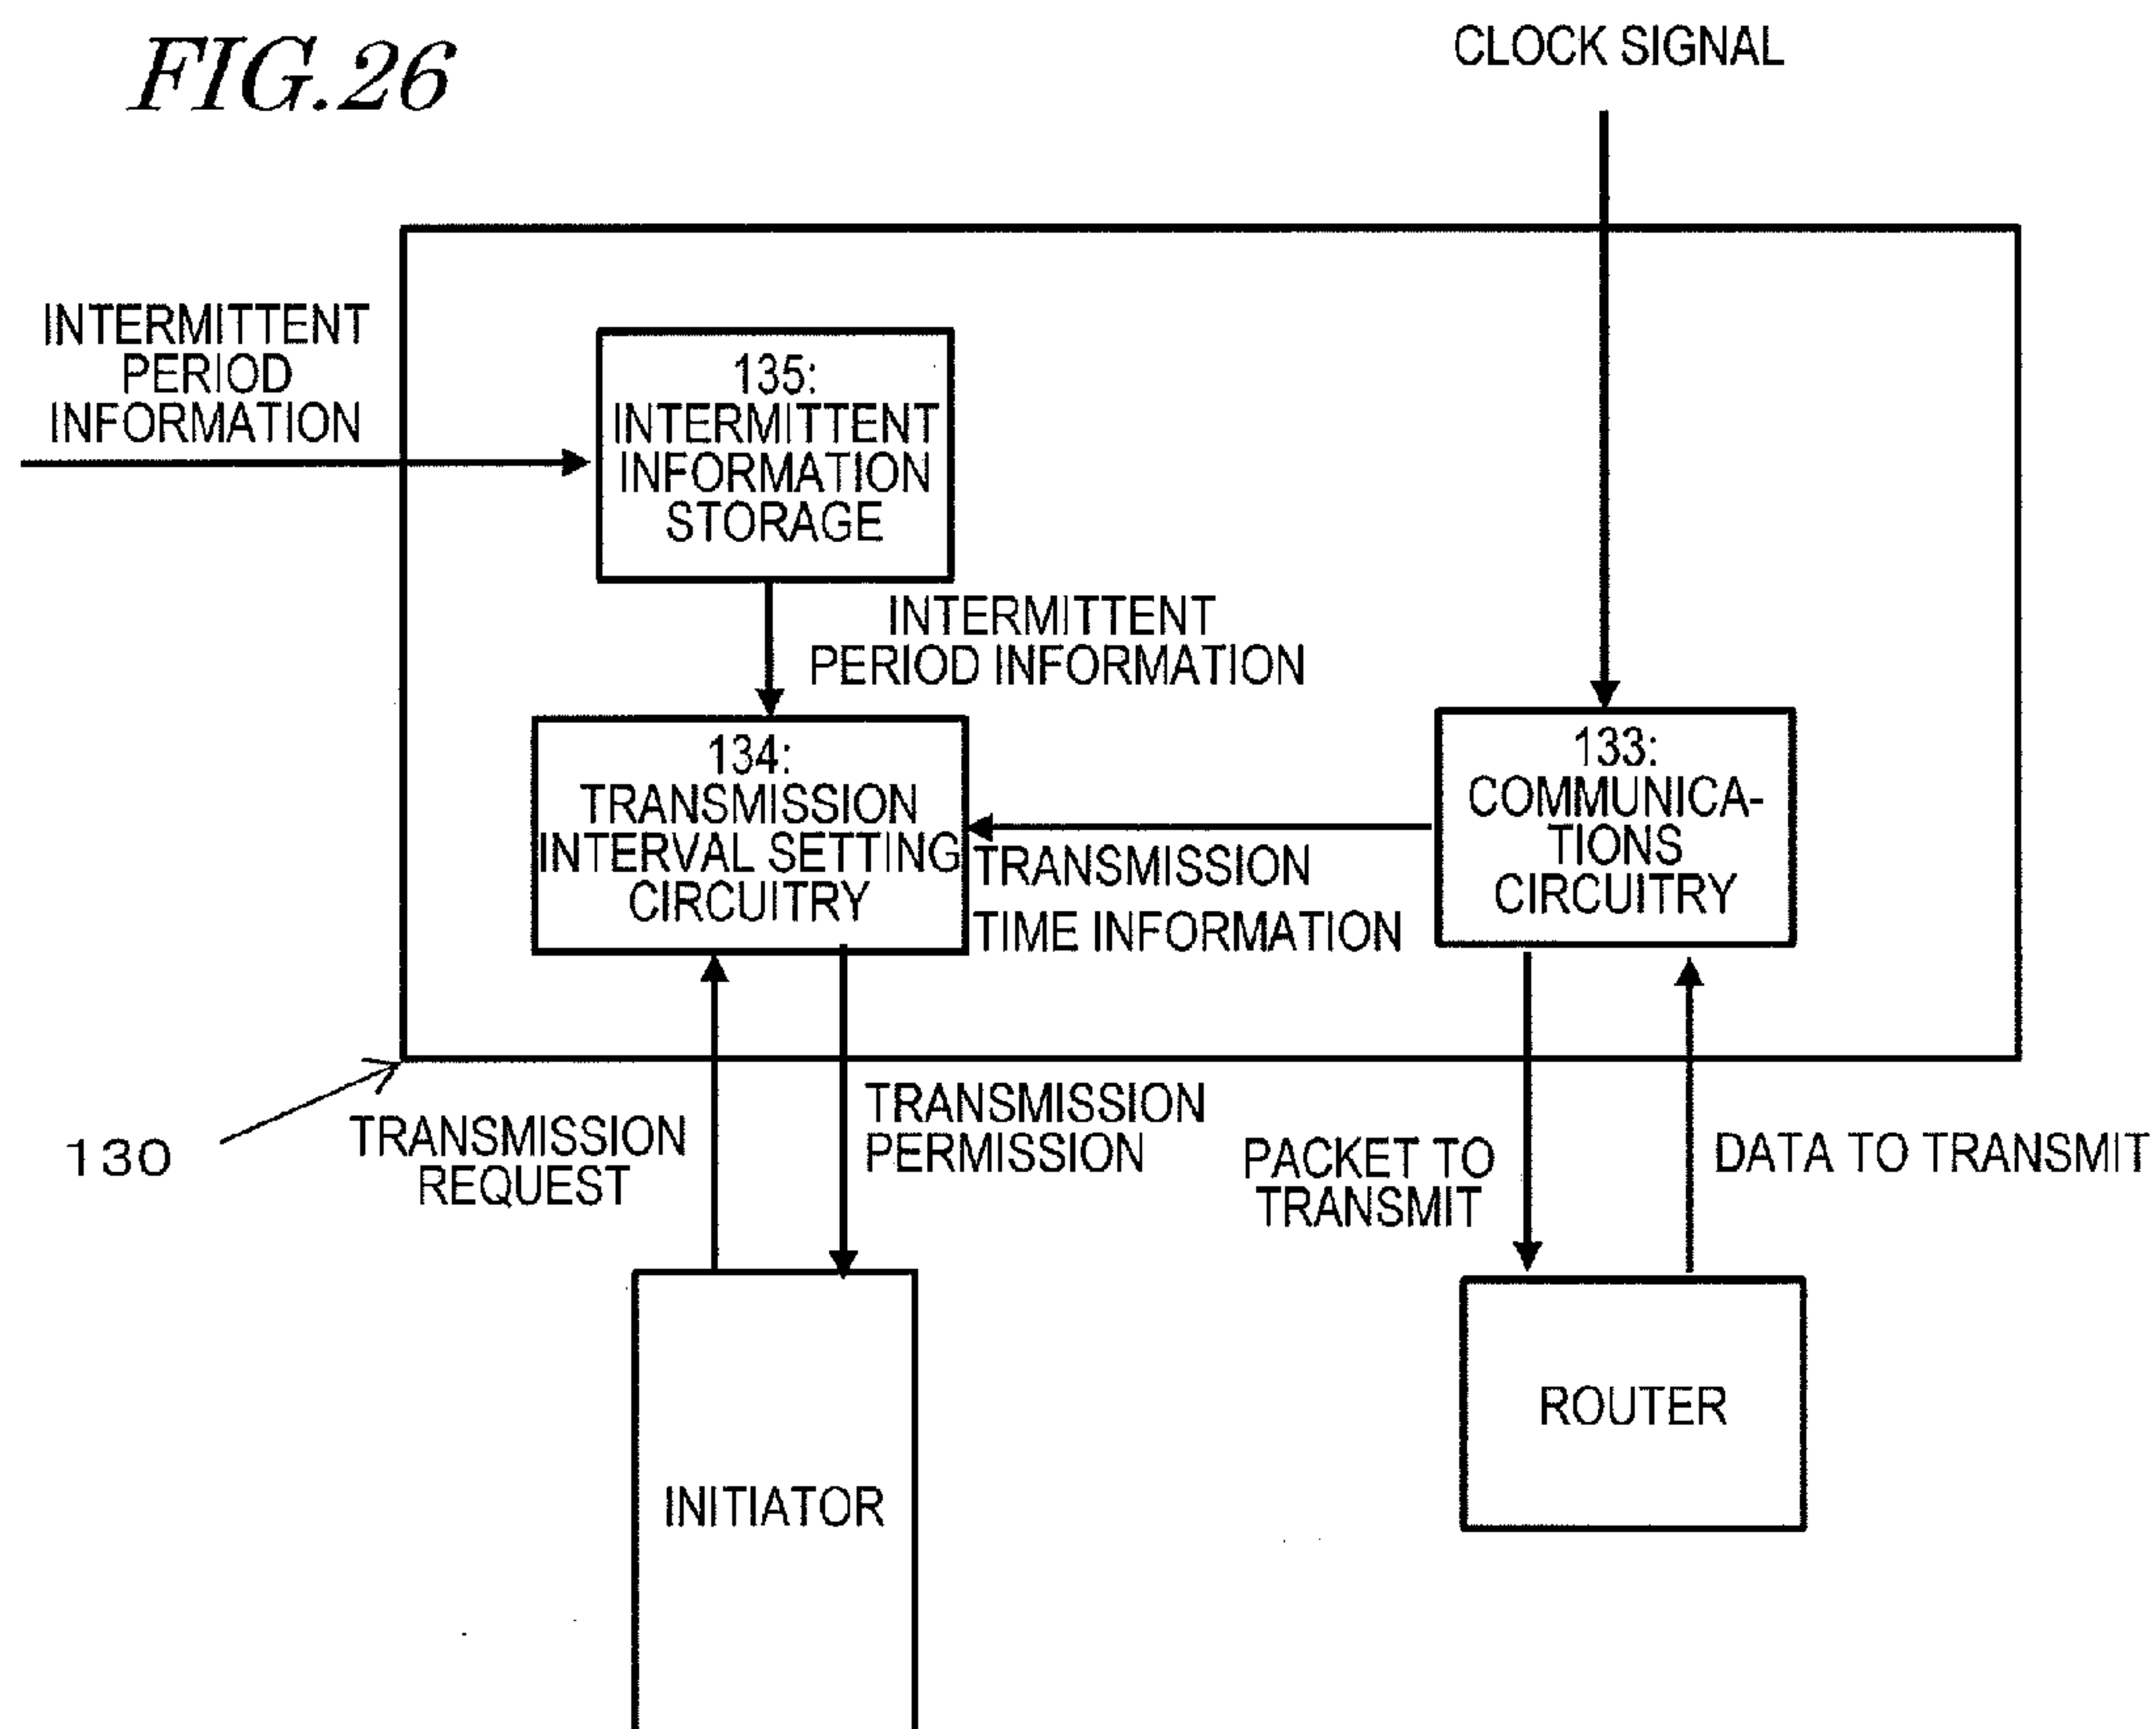 FIG.26
CLOCK SIGNAL
INTERMITTENT
PERIOD
INFORMATION
135:
INTERMITTENT
INFORMATION
STORAGE
INTERMITTENT
PERIOD INFORMATION
134:
TRANSMISSION
INTERVAL SETTING
CIRCUITRY
TRANSMISSION
TIME INFORMATION
133:
COMMUNICA-
TIONS
CIRCUITRY
130
TRANSMISSION
REQUEST
TRANSMISSION
PERMISSION
PACKET TO
TRANSMIT
DATA TO TRANSMIT
INITIATOR
ROUTER